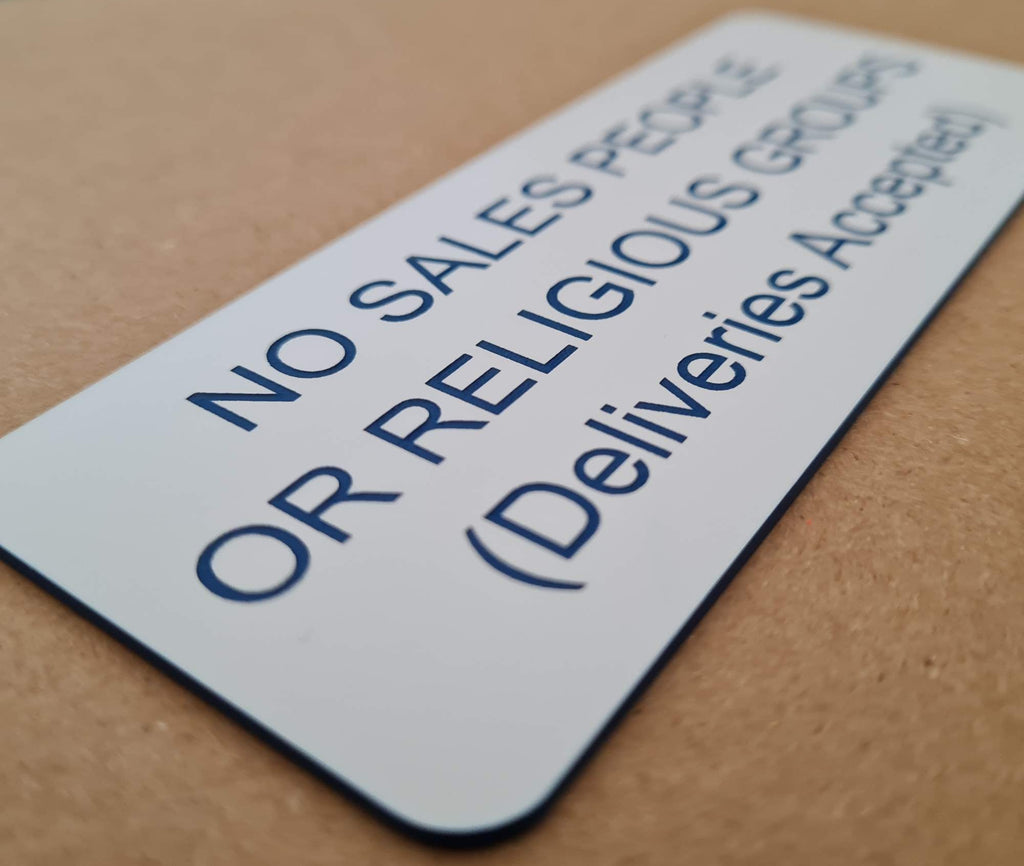 NO SALES PEOPLE
OR RELIGIOUS GROUPS
(Deliveries Accepted)